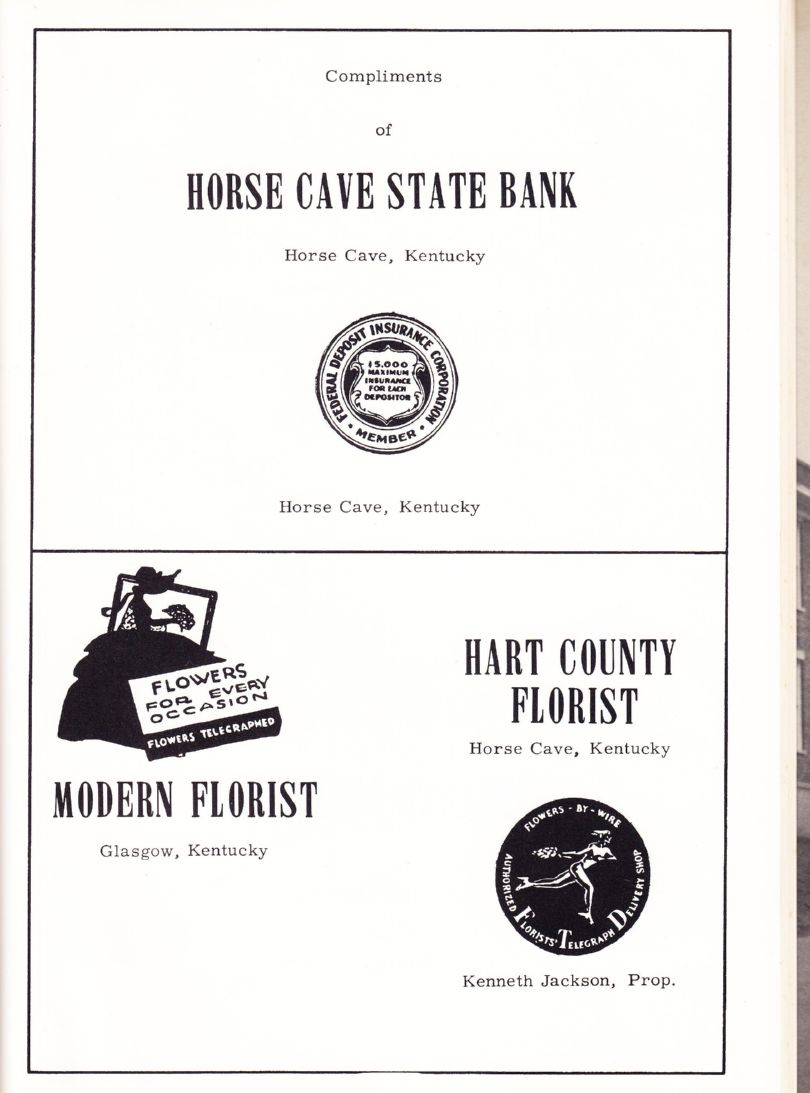 Compliments
of
HORSE CAVE STATE BANK
Horse Cave, Kentucky
FEDERAL DEPOSIT INSURANCE CORPORATION
15,000
MAXIMUM
INSURANCE
FOR EACH
DEPOSITOR
• MEMBER •
Horse Cave, Kentucky
FLOWERS
FOR EVERY
OCCASION
FLOWERS TELEGRAPHED
MODERN FLORIST
Glasgow, Kentucky
HART COUNTY
FLORIST
Horse Cave, Kentucky
FLOWERS - BY - WIRE
AUTHORIZED
FLORISTS' TELEGRAPH DELIVERY SHOP
Kenneth Jackson, Prop.